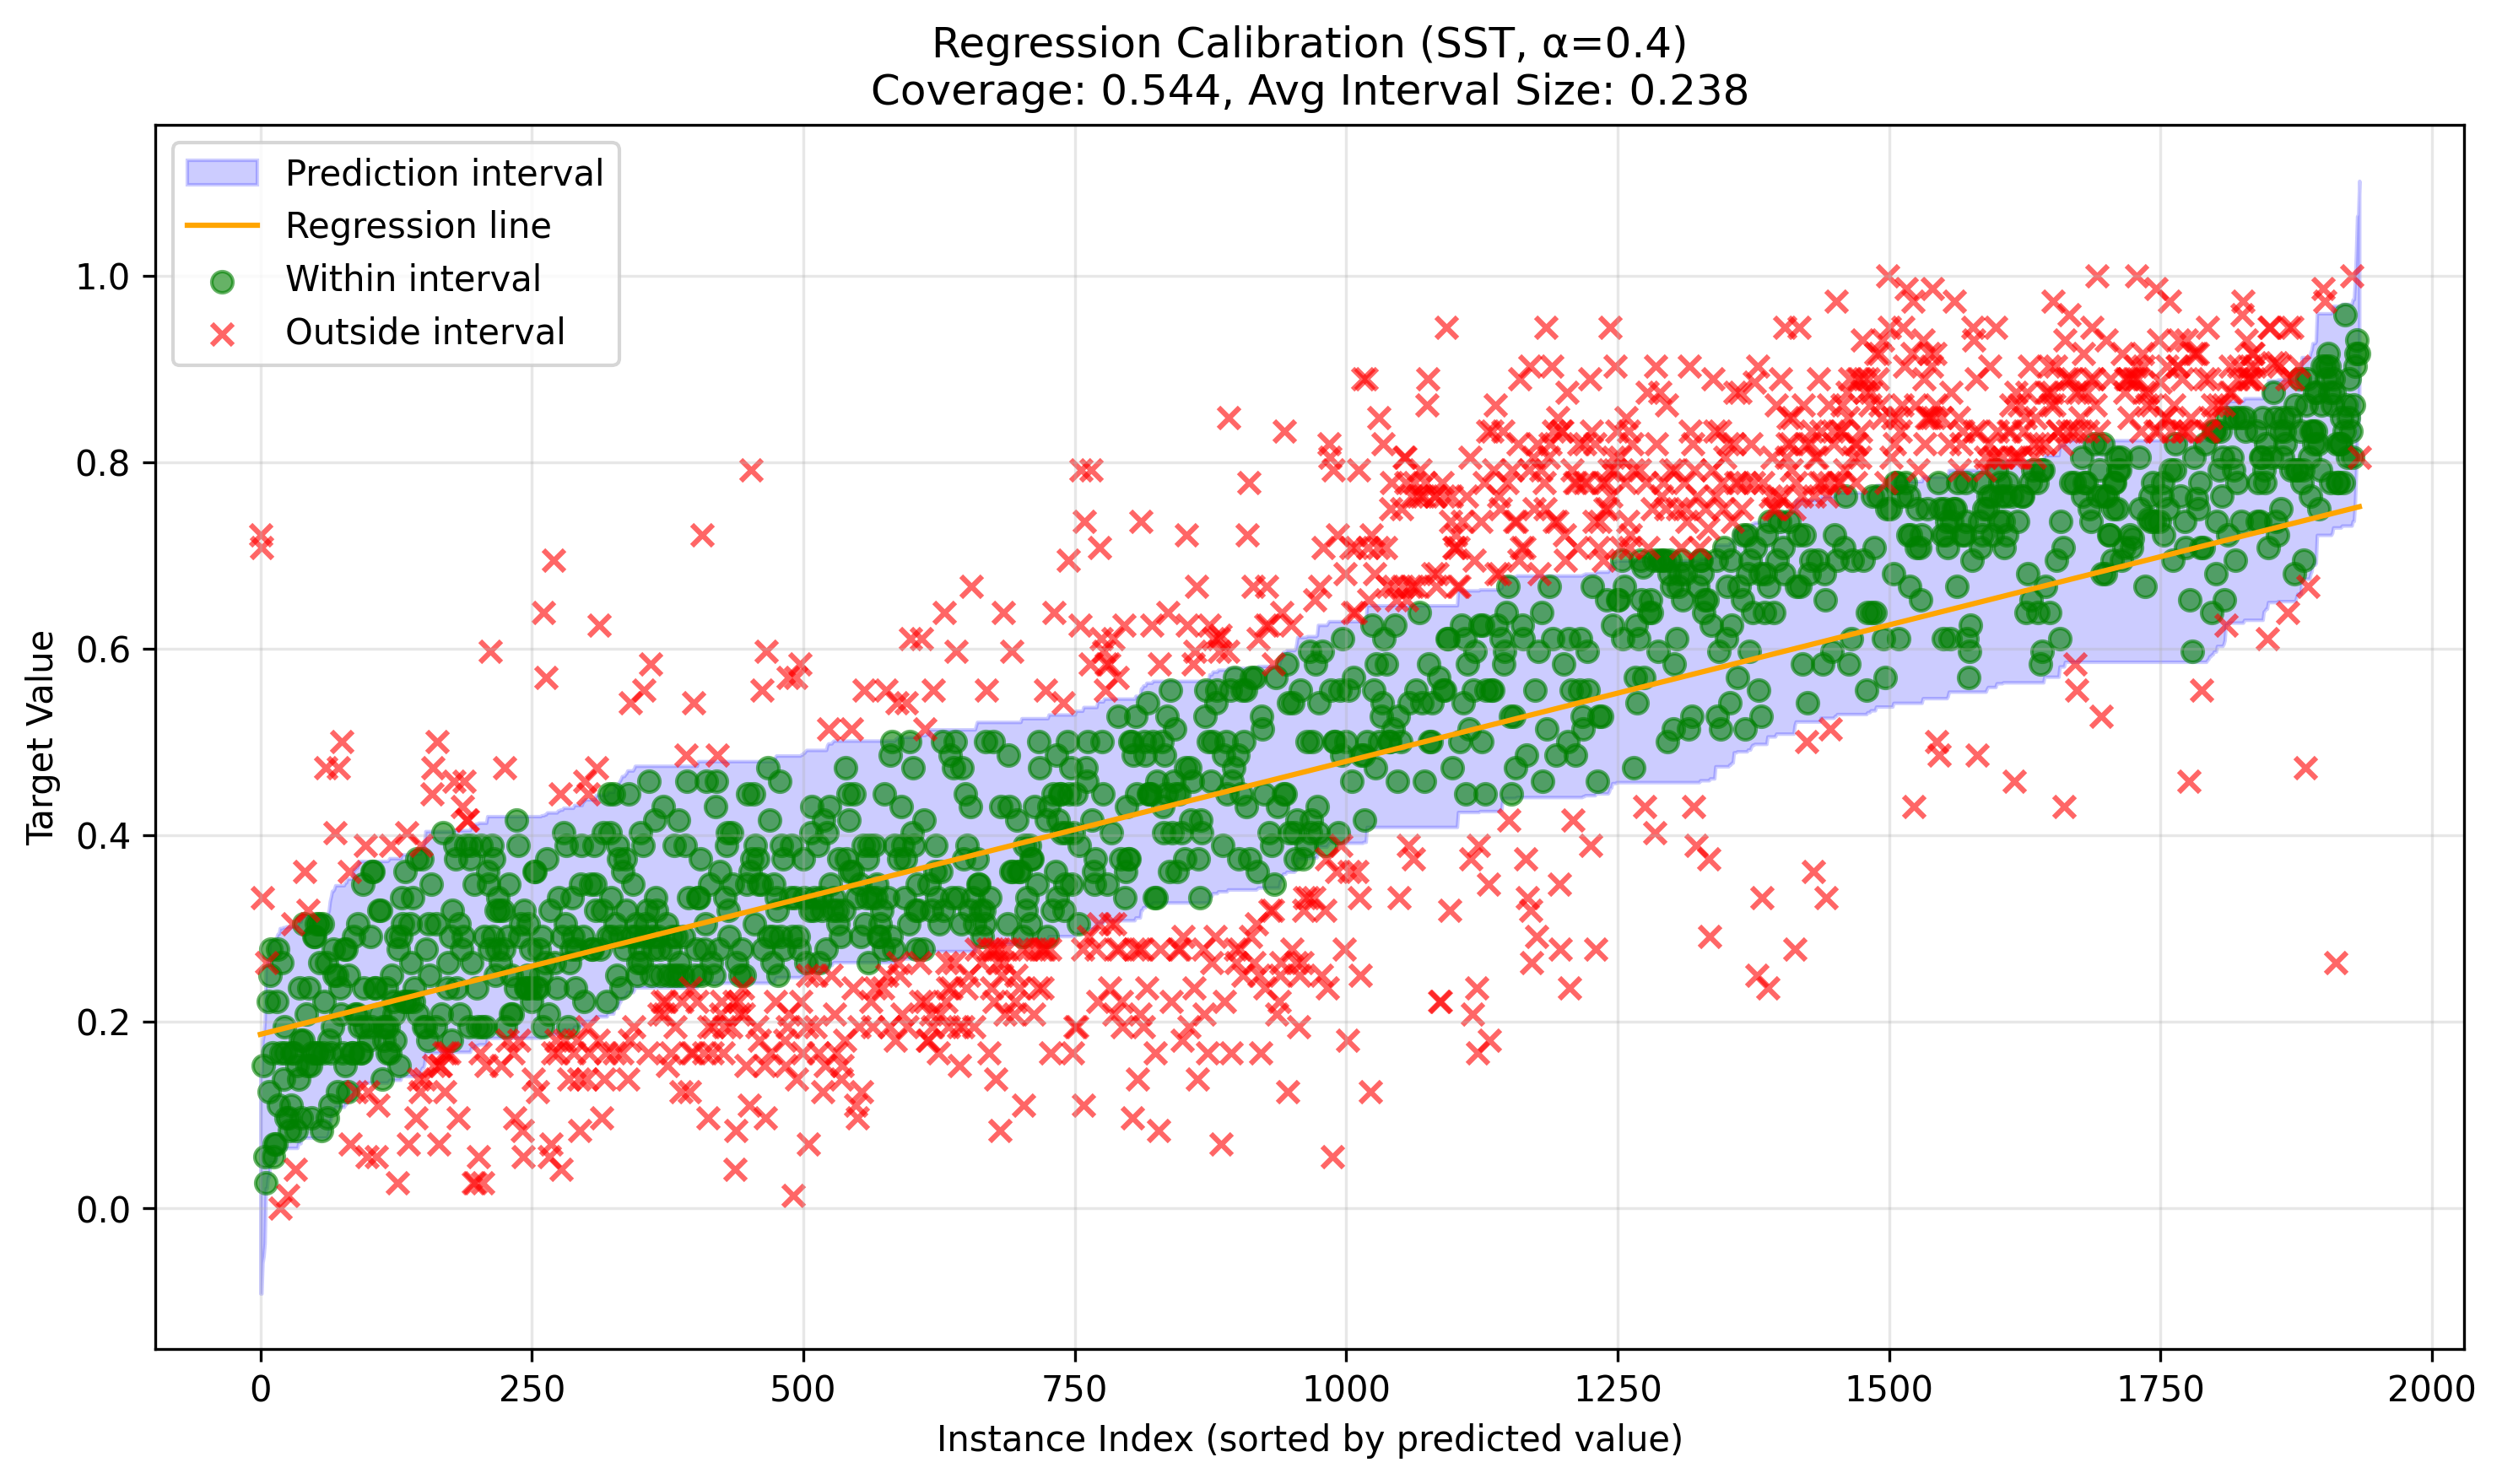 Regression Calibration (SST, α=0.4)
Coverage: 0.544, Avg Interval Size: 0.238
Prediction interval
Regression line
Within interval
Outside interval
1.0
0.8
0.6
0.4
0.2
0.0
0.2
Target Value
0
250
500
750
1000
1250
1500
1750
2000
Instance Index (sorted by predicted value)